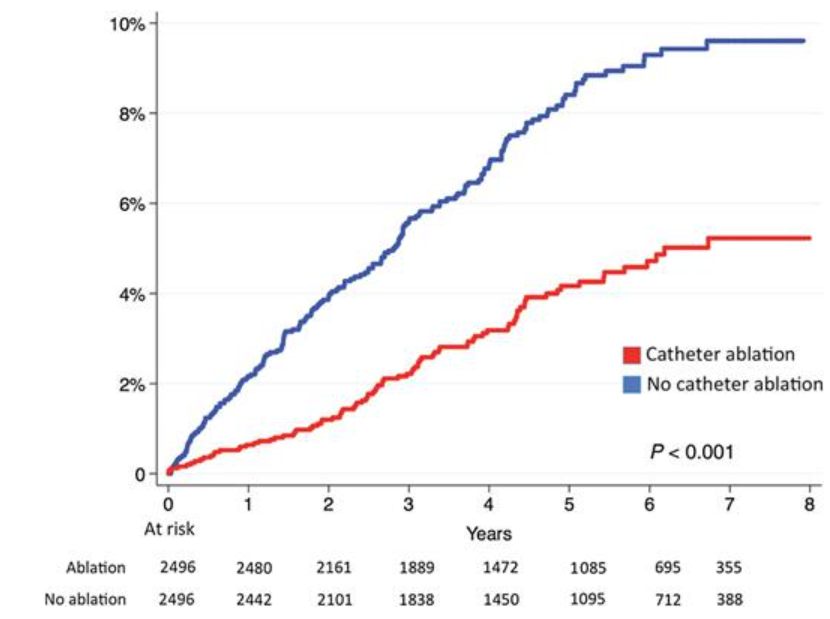 10%
8%
6%
4%
2%
0
Catheter ablation
No catheter ablation
P < 0.001
0 1 2 3 4 5 6 7 8
At risk
Years
Ablation 2496 2480 2161 1889 1472 1085 695 355
No ablation 2496 2442 2101 1838 1450 1095 712 388